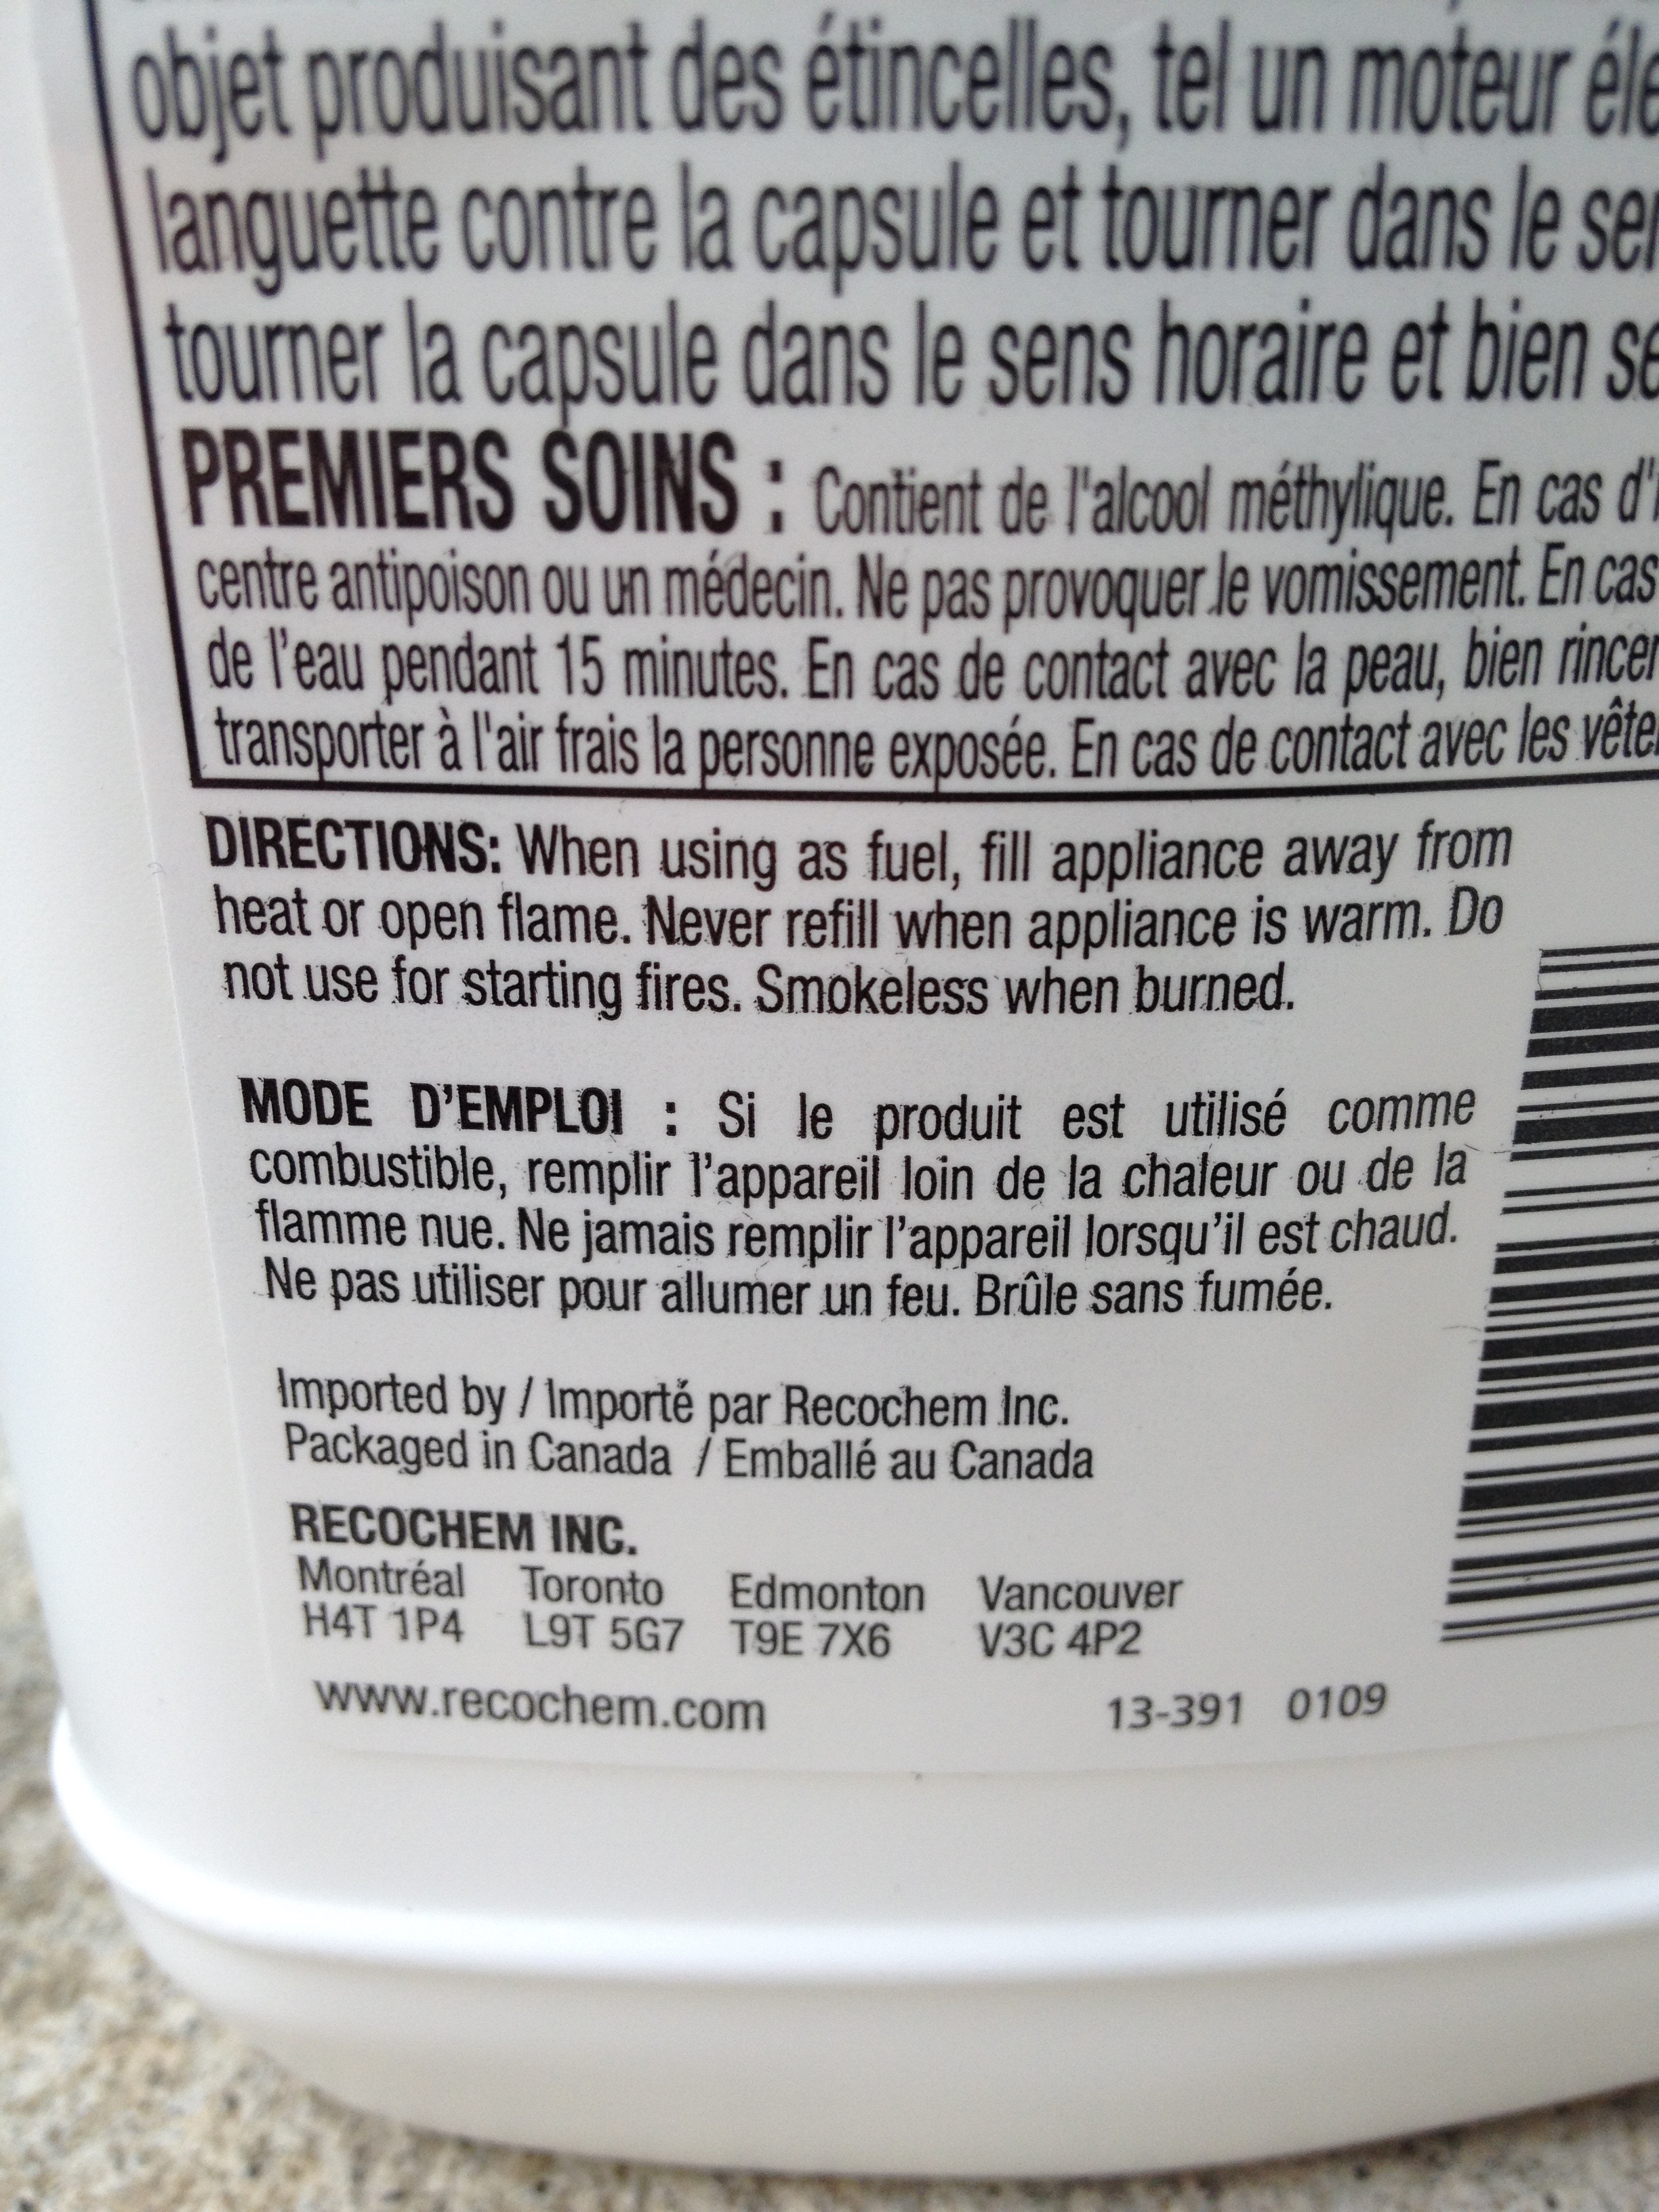 objet produisant des étincelles, tel un moteur éle
languette contre la capsule et tourner dans le
tourner la capsule dans le sens horaire et bien
PREMIERS SOINS : Contient de l'alcool méthylique. En cas d'
centre antipoison ou un médecin. Ne pas provoquer le vomissement. En cas
de l'eau pendant 15 minutes. En cas de contact avec la peau, bien rincer
transporter à l'air frais la personne exposée. En cas de contact avec les vête
DIRECTIONS: When using as fuel, fill appliance away from
heat or open flame. Never refill when appliance is warm. Do
not use for starting fires. Smokeless when burned.
MODE D'EMPLOI : Si le produit est utilisé comme
combustible, remplir l'appareil loin de la chaleur ou de la
flamme nue. Ne jamais remplir l'appareil lorsqu'il est chaud.
Ne pas utiliser pour allumer un feu. Brûle sans fumée.
Imported by / Importé par Recochem Inc.
Packaged in Canada / Emballé au Canada
RECOCHEM INC.
Montréal Toronto Edmonton Vancouver
H4T 1P4 L9T 5G7 T9E 7X6 V3C 4P2
www.recochem.com 13-391 0109